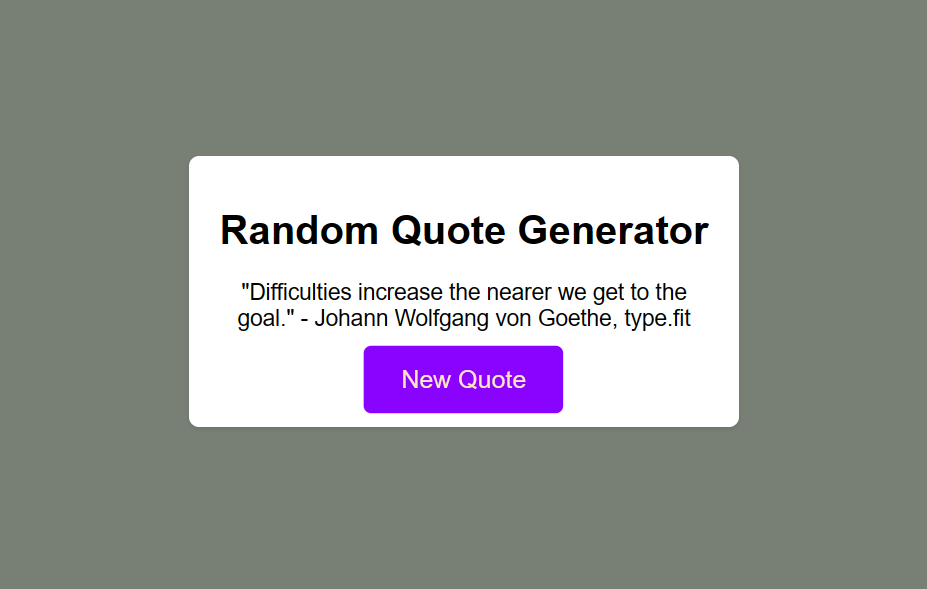 Random Quote Generator
"Difficulties increase the nearer we get to the
goal." - Johann Wolfgang von Goethe, type.fit
New Quote